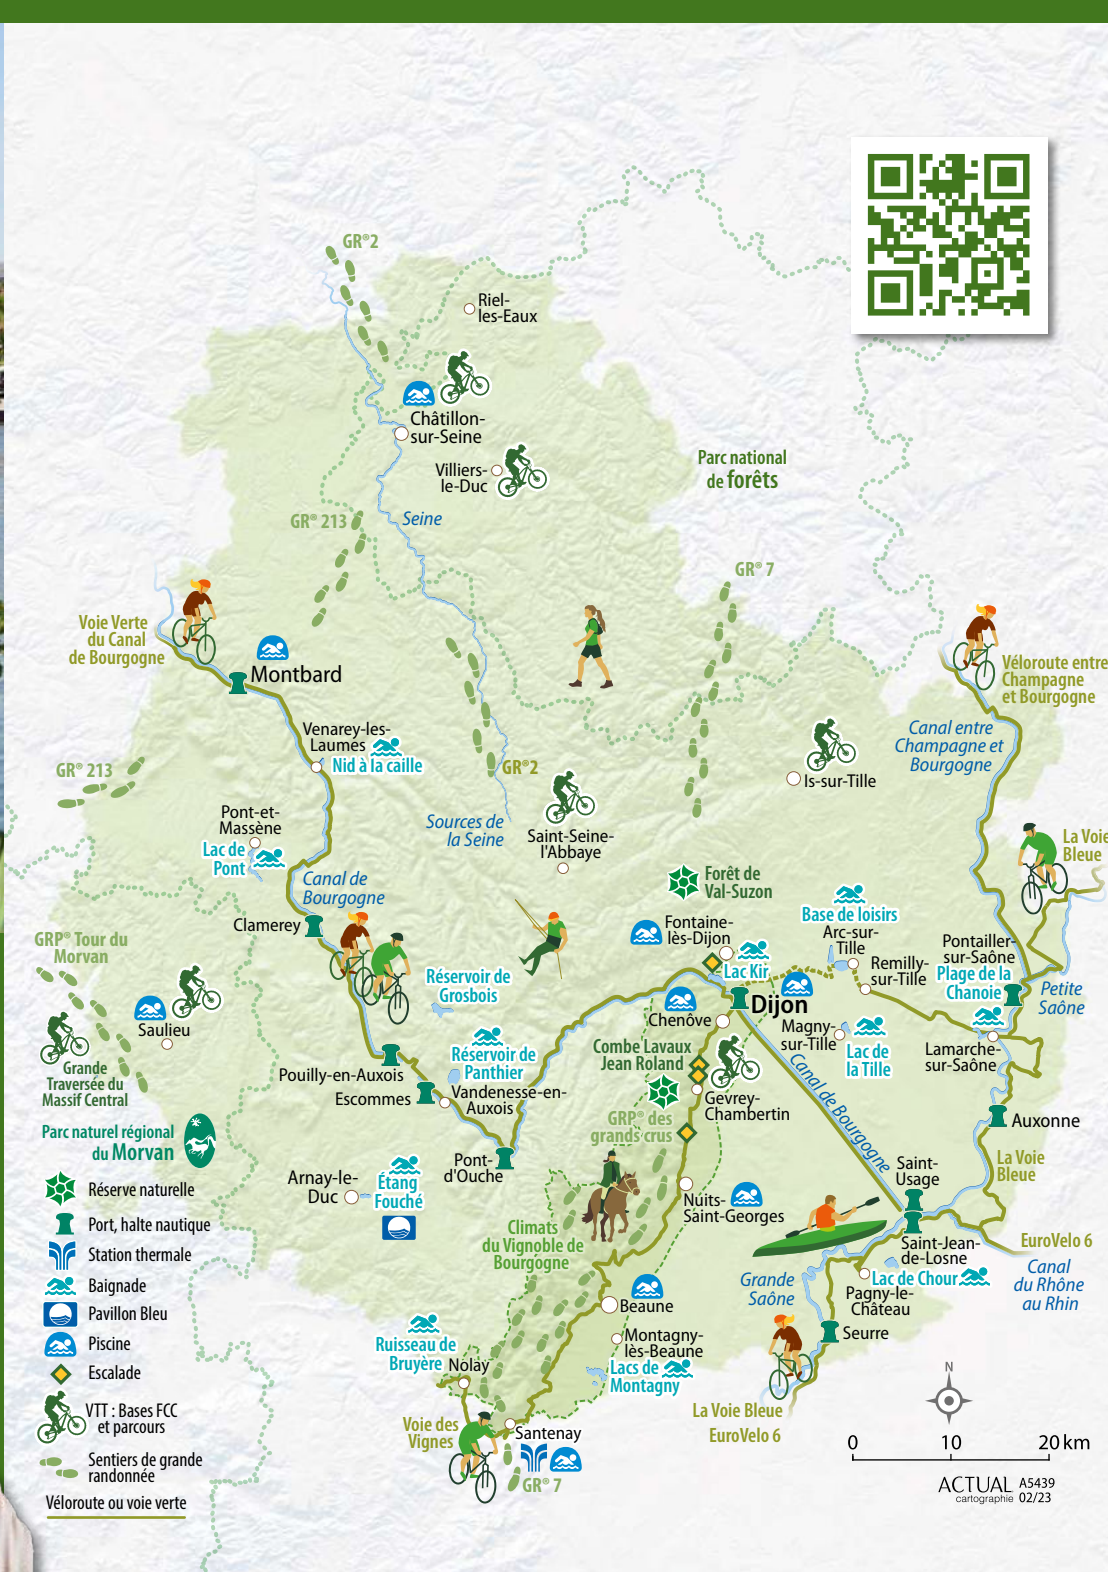 GR®2
Riel-
les-Eaux
Châtillon-
sur-Seine
Villiers-
le-Duc
Parc national
de forêts
GR® 213
Seine
GR® 7
Voie Verte
du Canal
de Bourgogne
Montbard
Véloroute entre
Champagne
et Bourgogne
Canal entre
Champagne et
Bourgogne
Venarey-les-
Laumes
Nid à la caille
GR® 213
GR®2
Is-sur-Tille
Pont-et-
Massène
Lac de
Pont
Sources de
la Seine
Saint-Seine-
l'Abbaye
La Voie
Bleue
Canal de
Bourgogne
Forêt de
Val-Suzon
Clamerey
Base de loisirs
Arc-sur-
Tille
Fontaine-
lès-Dijon
Lac Kir
GRP® Tour du
Morvan
Remilly-
sur-Tille
Pontailler-
sur-Saône
Plage de la
Chanoie
Réservoir de
Grosbois
Petite
Saône
Dijon
Saulieu
Chenôve
Magny-
sur-Tille
Lac de
la Tille
Lamarche-
sur-Saône
Combe Lavaux
Jean Roland
Réservoir de
Panthier
Pouilly-en-Auxois
Grande
Traversée du
Massif Central
Escommes
Vandenesse-en-
Auxois
Gevrey-
Chambertin
Canal de Bourgogne
GRP® des
grands crus
Auxonne
Parc naturel régional
du Morvan
Pont-
d'Ouche
La Voie
Bleue
Saint-
Usage
Arnay-le-
Duc
Étang
Fouché
Nuits-
Saint-Georges
Climats
du Vignoble de
Bourgogne
Saint-Jean-
de-Losne
EuroVelo 6
Canal
du Rhône
au Rhin
Lac de Chour
Grande
Saône
Pagny-le-
Château
Beaune
Seurre
Montagny-
lès-Beaune
Lacs de
Montagny
Ruisseau de
Bruyère
Nolay
La Voie Bleue
EuroVelo 6
Voie des
Vignes
Santenay
GR® 7
Réserve naturelle
Port, halte nautique
Station thermale
Baignade
Pavillon Bleu
Piscine
Escalade
VTT : Bases FCC
et parcours
Sentiers de grande
randonnée
Véloroute ou voie verte
N
0 10 20 km
ACTUAL A5439
cartographie 02/23